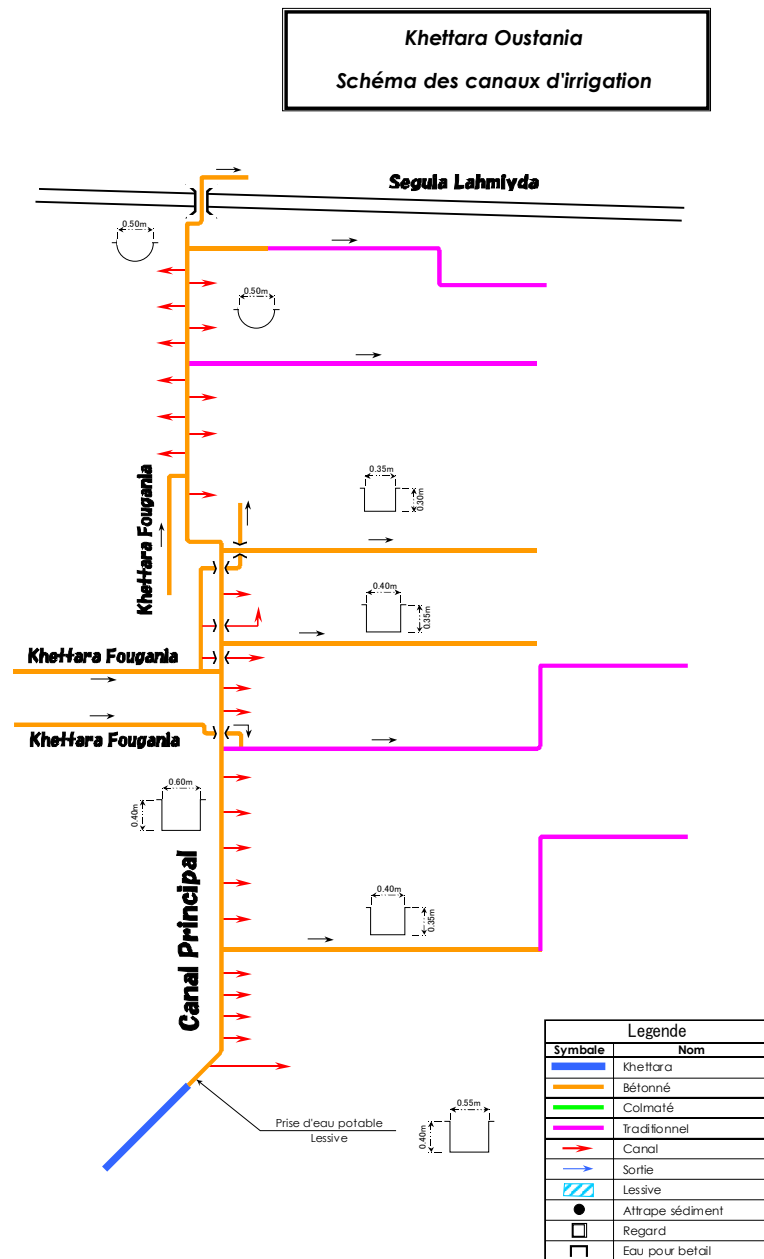 Khettara Oustania
Schéma des canaux d'irrigation
Seguia Lahmiyda
0.50m
0.50m
Khettara Fougania
0.35m
0.30m
0.40m
0.35m
Khettara Fougania
Khettara Fougania
0.60m
0.40m
Canal Principal
0.40m
0.35m
Prise d'eau potable
Lessive
0.55m
0.40m
Legende
Symbale Nom
Khettara
Bétonné
Colmaté
Traditionnel
Canal
Sortie
Lessive
Attrape sédiment
Regard
Eau pour betail